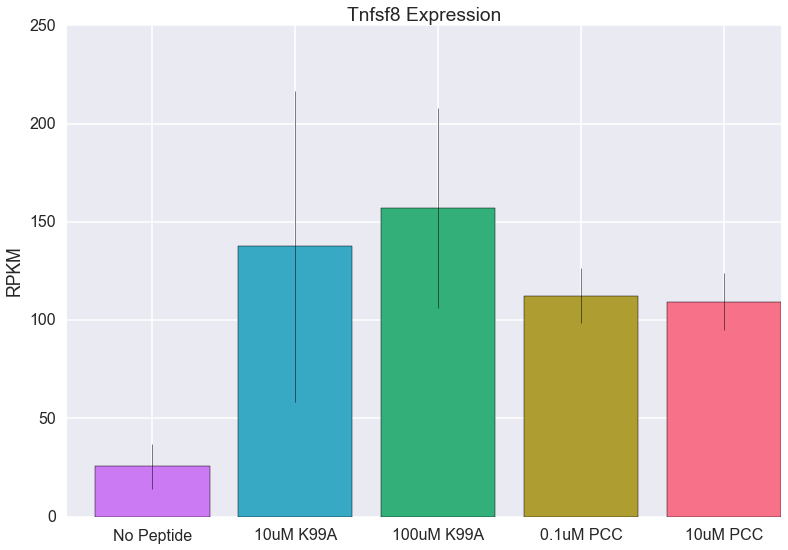 Tnfsf8 Expression
250
200
150
100
50
0
RPKM
No Peptide
10uM K99A
100uM K99A
0.1uM PCC
10uM PCC